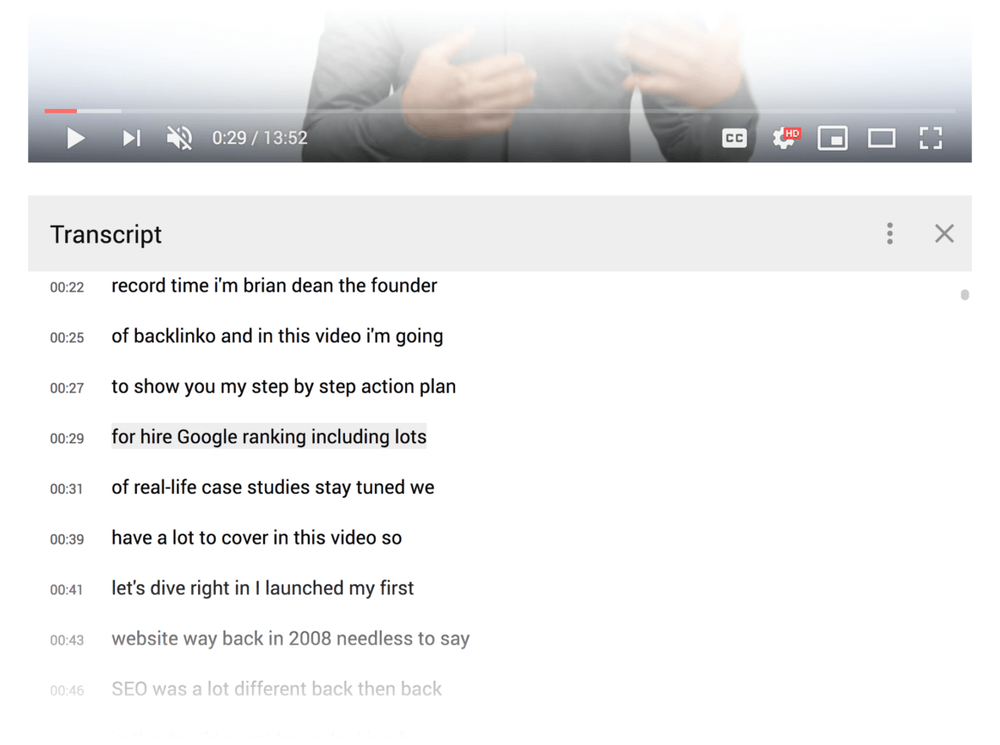 0:29 / 13:52
CC
HD
Transcript
00:22 record time i'm brian dean the founder
00:25 of backlinko and in this video i'm going
00:27 to show you my step by step action plan
00:29 for hire Google ranking including lots
00:31 of real-life case studies stay tuned we
00:39 have a lot to cover in this video so
00:41 let's dive right in I launched my first
00:43 website way back in 2008 needless to say
00:46 SEO was a lot different back then back